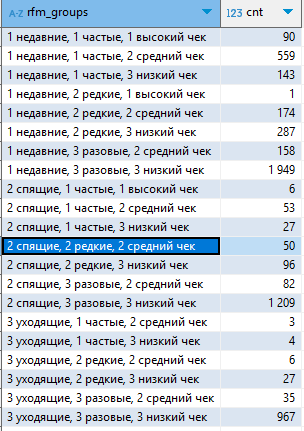 A-Z rfm_groups 123 cnt
1 недавние, 1 частые, 1 высокий чек 90
1 недавние, 1 частые, 2 средний чек 559
1 недавние, 1 частые, 3 низкий чек 143
1 недавние, 2 редкие, 1 высокий чек 1
1 недавние, 2 редкие, 2 средний чек 174
1 недавние, 2 редкие, 3 низкий чек 287
1 недавние, 3 разовые, 2 средний чек 158
1 недавние, 3 разовые, 3 низкий чек 1 949
2 спящие, 1 частые, 1 высокий чек 6
2 спящие, 1 частые, 2 средний чек 53
2 спящие, 1 частые, 3 низкий чек 27
2 спящие, 2 редкие, 2 средний чек 50
2 спящие, 2 редкие, 3 низкий чек 96
2 спящие, 3 разовые, 2 средний чек 82
2 спящие, 3 разовые, 3 низкий чек 1 209
3 уходящие, 1 частые, 2 средний чек 3
3 уходящие, 1 частые, 3 низкий чек 4
3 уходящие, 2 редкие, 2 средний чек 6
3 уходящие, 2 редкие, 3 низкий чек 27
3 уходящие, 3 разовые, 2 средний чек 35
3 уходящие, 3 разовые, 3 низкий чек 967